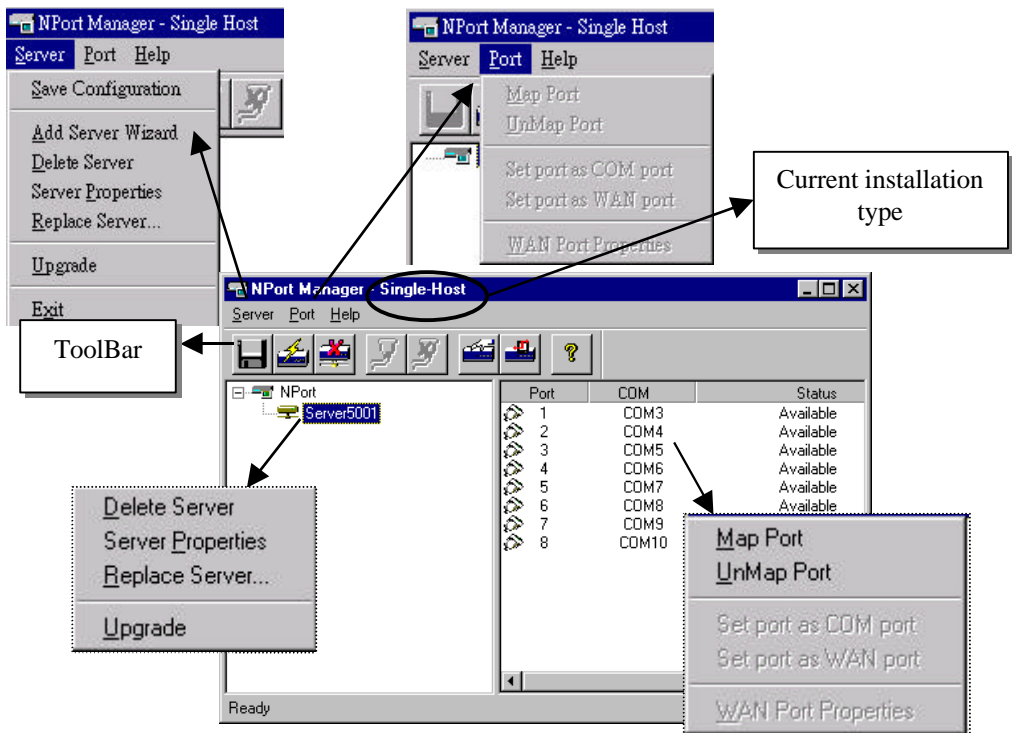 NPort Manager - Single Host
Server Port Help
Save Configuration
Add Server Wizard
Delete Server
Server Properties
Replace Server...
Upgrade
Exit
NPort Manager - Single Host
Server Port Help
Map Port
UnMap Port
Set port as COM port
Set port as WAN port
WAN Port Properties
Current installation
type
ToolBar
NPort Manager - Single-Host
Server Port Help
NPort
Server5001
Port COM Status
1 COM3 Available
2 COM4 Available
3 COM5 Available
4 COM6 Available
5 COM7 Available
6 COM8 Available
7 COM9
8 COM10
Ready
Delete Server
Server Properties
Replace Server...
Upgrade
Map Port
UnMap Port
Set port as COM port
Set port as WAN port
WAN Port Properties